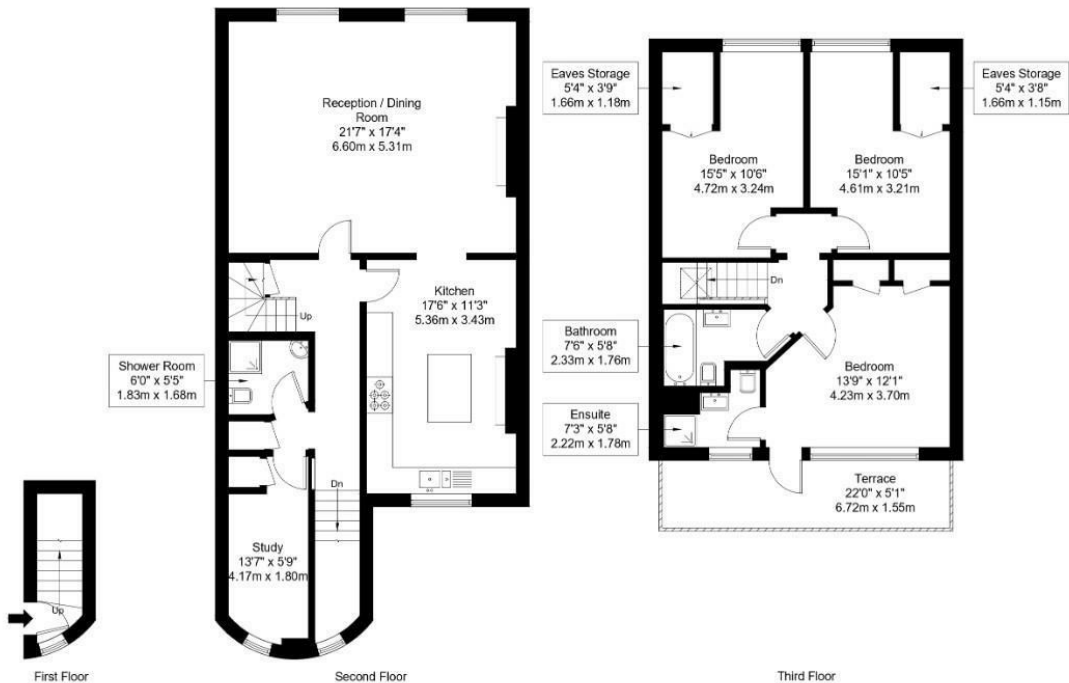 Reception / Dining
Room
21'7" x 17'4"
6.60m x 5.31m
Kitchen
17'6" x 11'3"
5.36m x 3.43m
Up
Shower Room
6'0" x 5'5"
1.83m x 1.68m
Dn
Study
13'7" x 5'9"
4.17m x 1.80m
Up
First Floor
Second Floor
Eaves Storage
5'4" x 3'9"
1.66m x 1.18m
Eaves Storage
5'4" x 3'8"
1.66m x 1.15m
Bedroom
15'5" x 10'6"
4.72m x 3.24m
Bedroom
15'1" x 10'5"
4.61m x 3.21m
Dn
Bathroom
7'6" x 5'8"
2.33m x 1.76m
Bedroom
13'9" x 12'1"
4.23m x 3.70m
Ensuite
7'3" x 5'8"
2.22m x 1.78m
Terrace
22'0" x 5'1"
6.72m x 1.55m
Third Floor